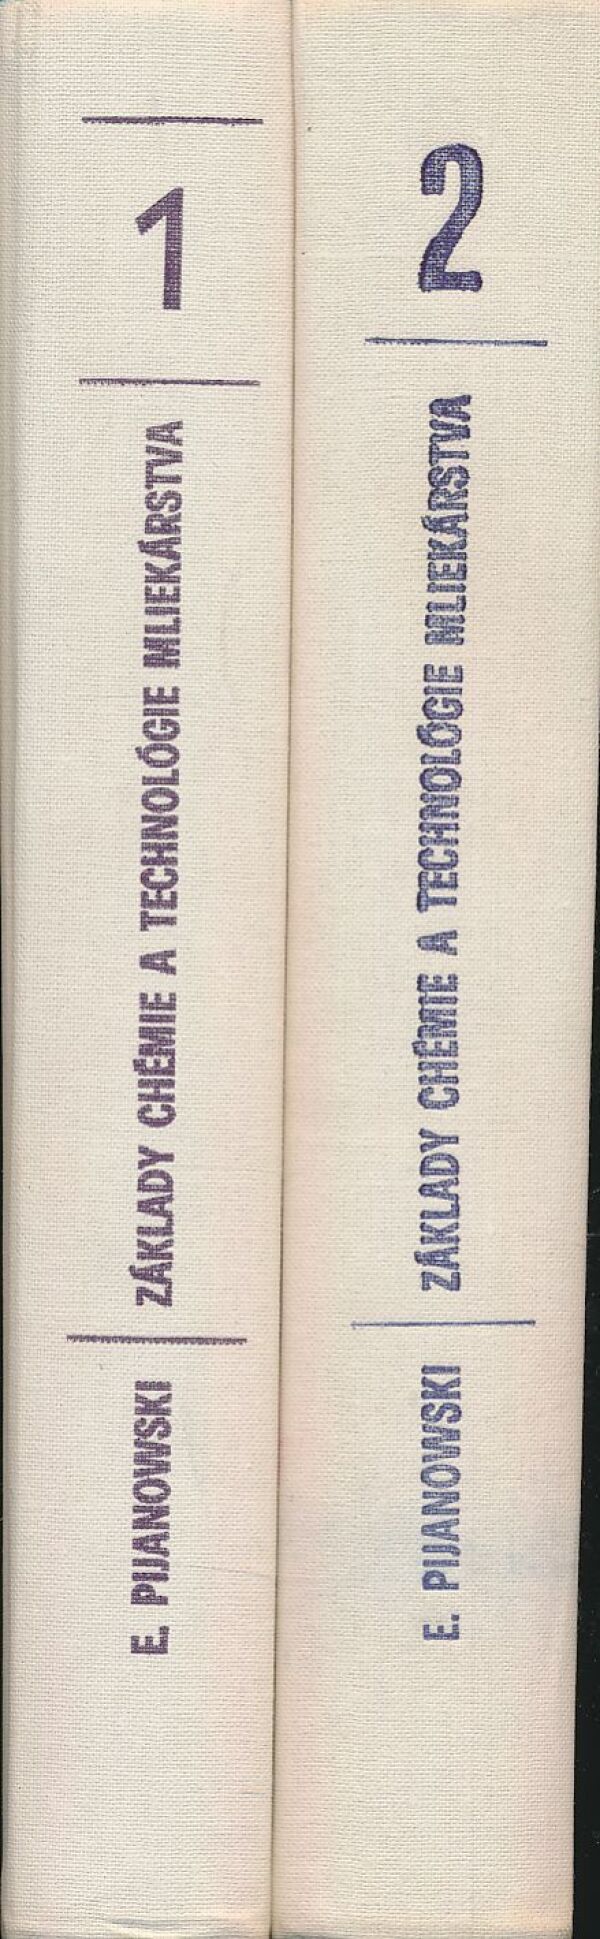 1
ZÁKLADY CHÉMIE A TECHNOLÓGIE MLIEKÁRSTVA
E. PIJANOWSKI
2
ZÁKLADY CHÉMIE A TECHNOLÓGIE MLIEKÁRSTVA
E. PIJANOWSKI